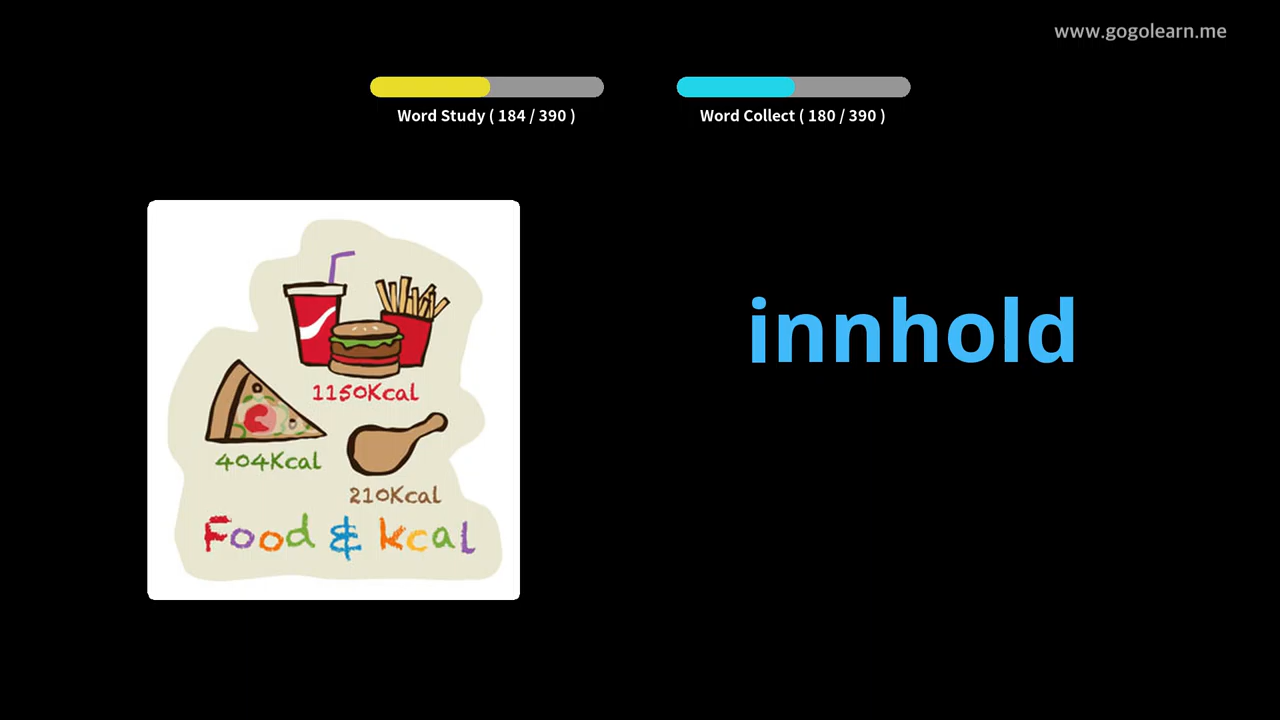 www.gogolearn.me
Word Study ( 184 / 390 )
Word Collect ( 180 / 390 )
innhold
1150Kcal
404Kcal
210Kcal
Food & kcal